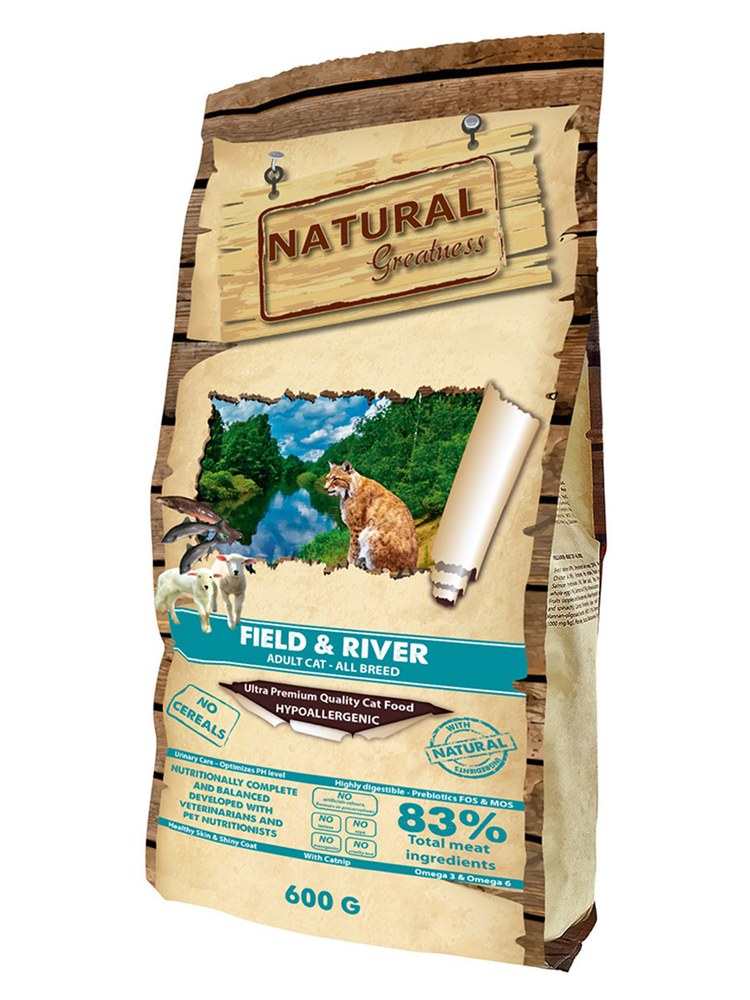 NATURAL
Greatness
FIELD & RIVER
ADULT CAT - ALL BREED
Ultra Premium Quality Cat Food
HYPOALLERGENIC
NO
CEREALS
WITH
NATURAL
INGREDIENTS
Urinary Care - Optimizes PH level
NUTRITIONALLY COMPLETE
AND BALANCED
DEVELOPED WITH
VETERINARIANS AND
PET NUTRITIONISTS
Healthy Skin & Shiny Coat
Highly digestible - Prebiotics FOS & MOS
NO
NO
NO
NO
NO
With Catnip
83%
Total meat
ingredients
Omega 3 & Omega 6
600 G